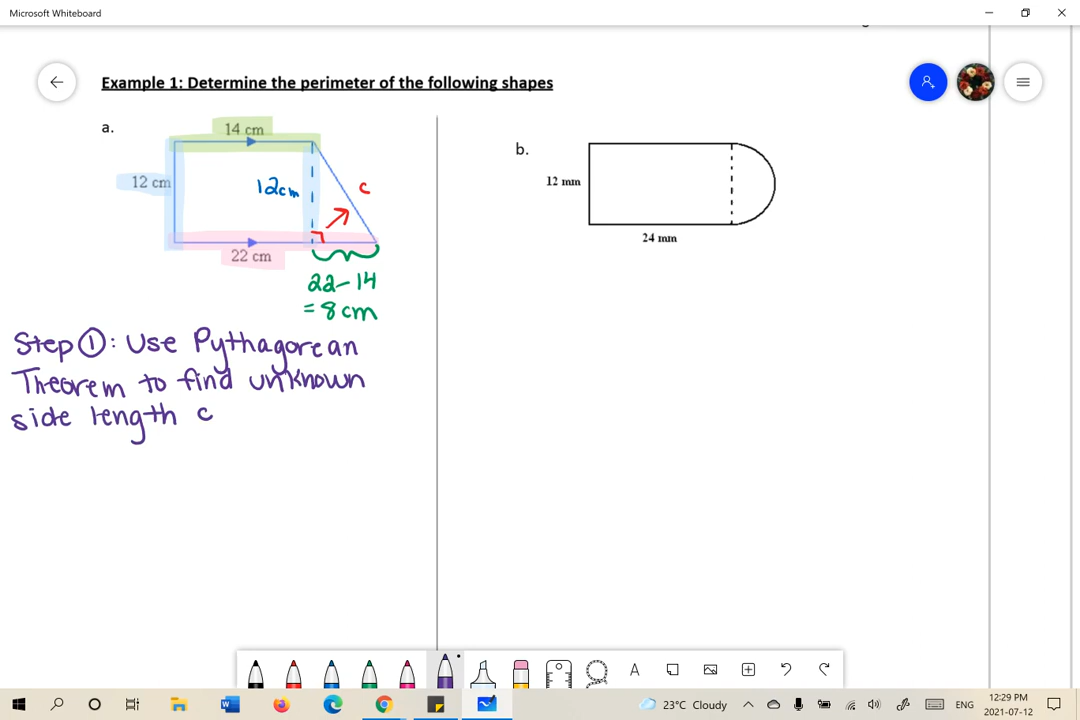 Microsoft Whiteboard
Example 1: Determine the perimeter of the following shapes
a.
14 cm
12 cm
12cm
c
22 cm
22-14
= 8 cm
Step ①: Use Pythagorean
Theorem to find unknown
side length c
b.
12 mm
24 mm
A
23°C Cloudy
ENG
12:29 PM
2021-07-12